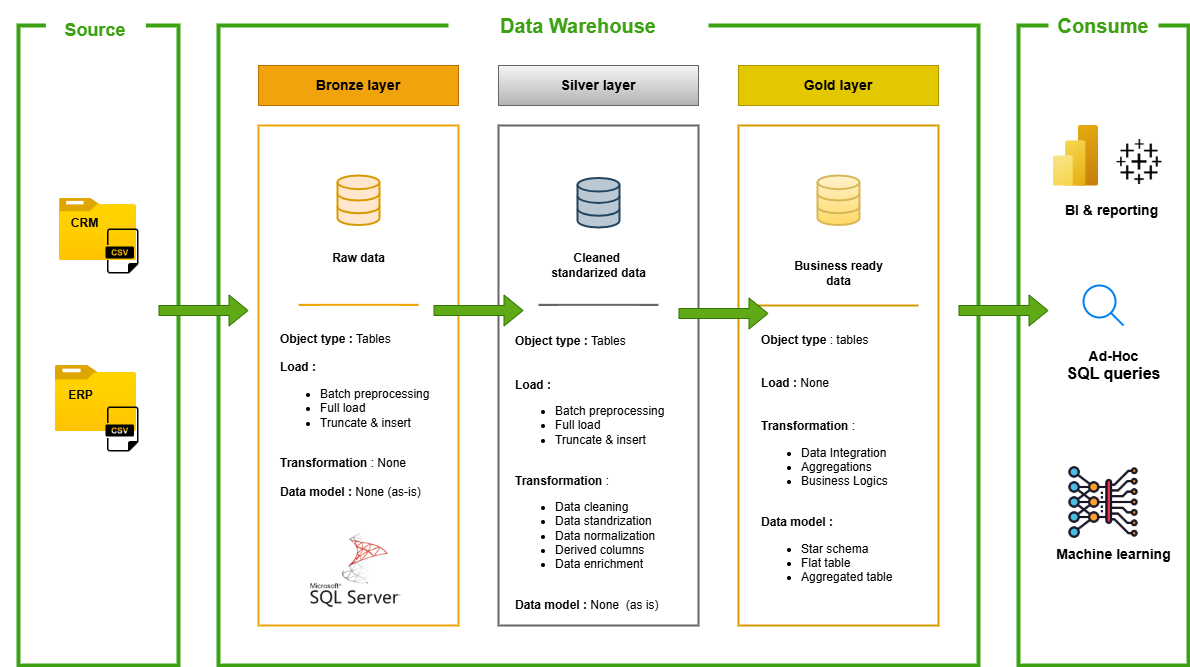 Source
CRM
CSV
ERP
CSV
Data Warehouse
Bronze layer
Raw data
Object type : Tables
Load :
Batch preprocessing
Full load
Truncate & insert
Transformation : None
Data model : None (as-is)
Microsoft®
SQL Server
Silver layer
Cleaned
standarized data
Object type : Tables
Load :
Batch preprocessing
Full load
Truncate & insert
Transformation :
Data cleaning
Data standrization
Data normalization
Derived columns
Data enrichment
Data model : None (as is)
Gold layer
Business ready
data
Object type : tables
Load : None
Transformation :
Data Integration
Aggregations
Business Logics
Data model :
Star schema
Flat table
Aggregated table
Consume
BI & reporting
Ad-Hoc
SQL queries
Machine learning